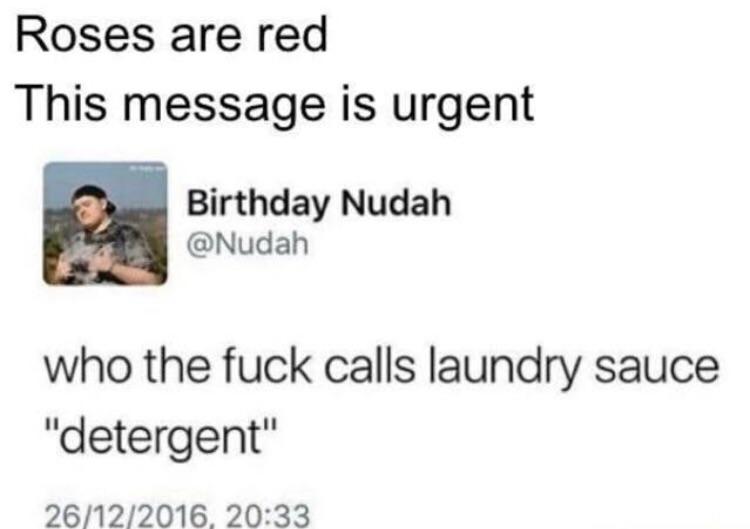 Roses are red
This message is urgent
Birthday Nudah
@Nudah
who the fuck calls laundry sauce
"detergent"
26/12/2016, 20:33